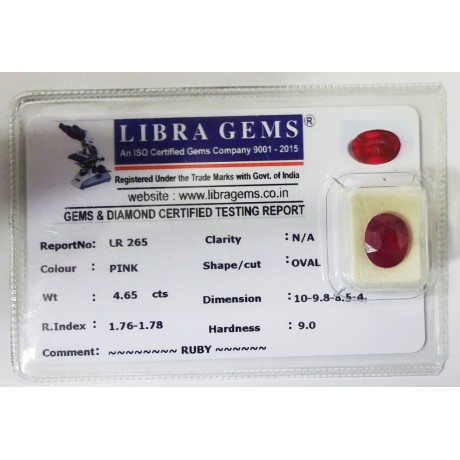 LIBRA GEMS ®
An ISO Certified Gems Company 9001 - 2015
Registered Under the Trade Marks with Govt. of India
website : www.libragems.co.in
GEMS & DIAMOND CERTIFIED TESTING REPORT
ReportNo: LR 265 Clarity : N/A
Colour : PINK Shape/cut : OVAL
Wt : 4.65 cts Dimension : 10-9.8-8.5-4.
R.Index : 1.76-1.78 Hardness : 9.0
Comment: ~~~~~~~~ RUBY ~~~~~~